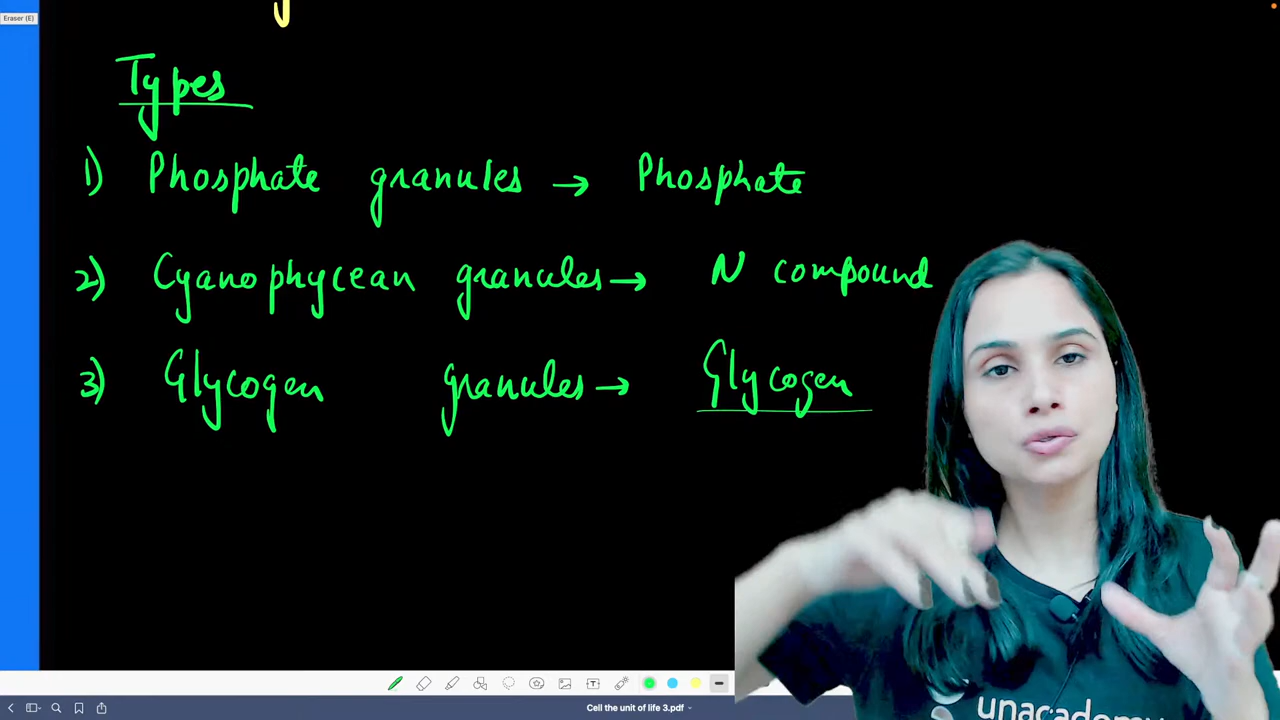 Eraser (E)
Types
1) Phosphate granules → Phosphate
2) Cyanophycean granules → N compound
3) Glycogen granules → Glycogen
Cell the unit of life 3.pdf
unacademy